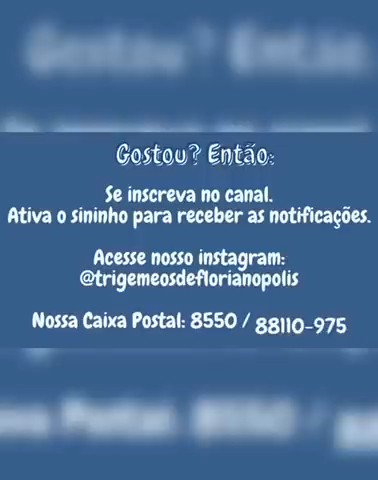 Gostou? Então:
Se inscreva no canal.
Ativa o sininho para receber as notificações.
Acesse nosso instagram:
@trigemeosdeflorianopolis
Nossa Caixa Postal: 8550 / 88110-975